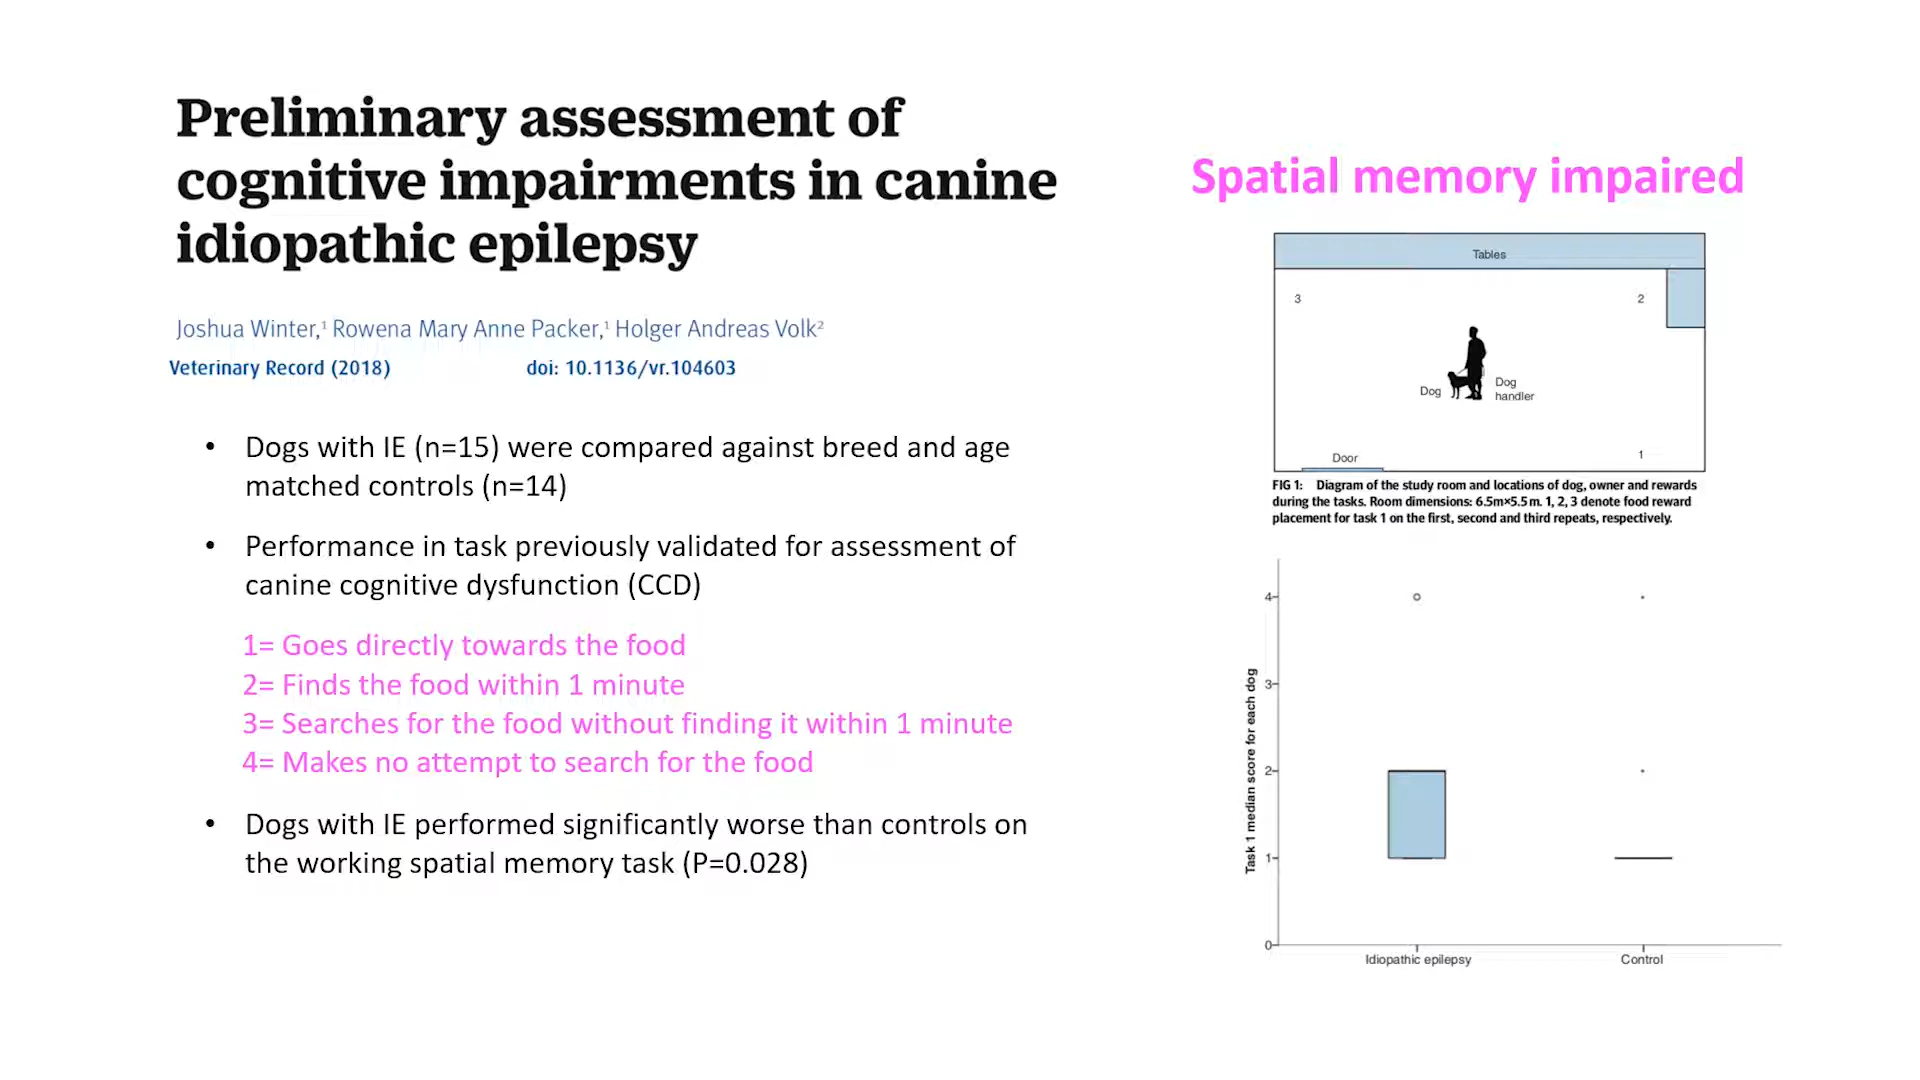 Preliminary assessment of
cognitive impairments in canine
idiopathic epilepsy
Joshua Winter,¹ Rowena Mary Anne Packer,¹ Holger Andreas Volk²
Veterinary Record (2018) doi: 10.1136/vr.104603
• Dogs with IE (n=15) were compared against breed and age
matched controls (n=14)
• Performance in task previously validated for assessment of
canine cognitive dysfunction (CCD)
1= Goes directly towards the food
2= Finds the food within 1 minute
3= Searches for the food without finding it within 1 minute
4= Makes no attempt to search for the food
• Dogs with IE performed significantly worse than controls on
the working spatial memory task (P=0.028)
Spatial memory impaired
Tables
3
2
Dog
Dog
handler
Door
1
FIG 1: Diagram of the study room and locations of dog, owner and rewards
during the tasks. Room dimensions: 6.5m×5.5m. 1, 2, 3 denote food reward
placement for task 1 on the first, second and third repeats, respectively.
Task 1 median score for each dog
4
3
2
1
0
Idiopathic epilepsy
Control